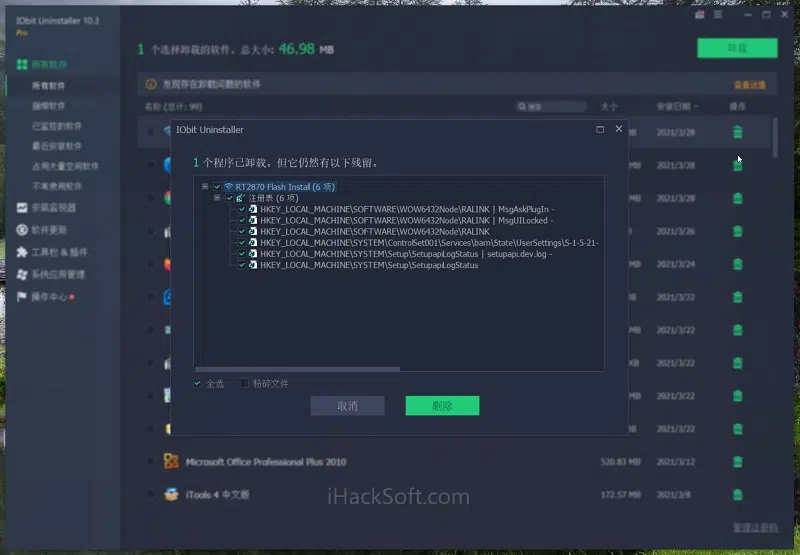 IObit Uninstaller 10.3
Pro
1 个选择卸载的软件。总大小: 46.98 MB
卸载
所有软件
发现存在卸载问题的软件
查看详情
所有软件
名称 (总计: 99)
搜索
大小
安装日期
操作
捆绑软件
已监控的软件
最近安装软件
占用大量空间软件
不常使用软件
安装监视器
软件更新
工具栏 & 插件
系统应用管理
操作中心
IObit Uninstaller
1 个程序已卸载。但它仍然有以下残留。
RT2870 Flash Install (6 项)
注册表 (6 项)
HKEY_LOCAL_MACHINE\SOFTWARE\WOW6432Node\RALINK | MsgAskPlugIn -
HKEY_LOCAL_MACHINE\SOFTWARE\WOW6432Node\RALINK | MsgUILocked -
HKEY_LOCAL_MACHINE\SOFTWARE\WOW6432Node\RALINK
HKEY_LOCAL_MACHINE\SYSTEM\ControlSet001\Services\bam\State\UserSettings\S-1-5-21-
HKEY_LOCAL_MACHINE\SYSTEM\Setup\SetupapiLogStatus | setupapi.dev.log -
HKEY_LOCAL_MACHINE\SYSTEM\Setup\SetupapiLogStatus
全选
粉碎文件
取消
删除
2021/3/28
2021/3/28
2021/3/28
2021/3/26
2021/3/24
2021/3/22
2021/3/22
2021/3/22
2021/3/22
2021/3/22
Microsoft Office Professional Plus 2010 520.83 MB 2021/3/12
iTools 4 中文版 172.57 MB 2021/3/8
iHackSoft.com
管理注册码